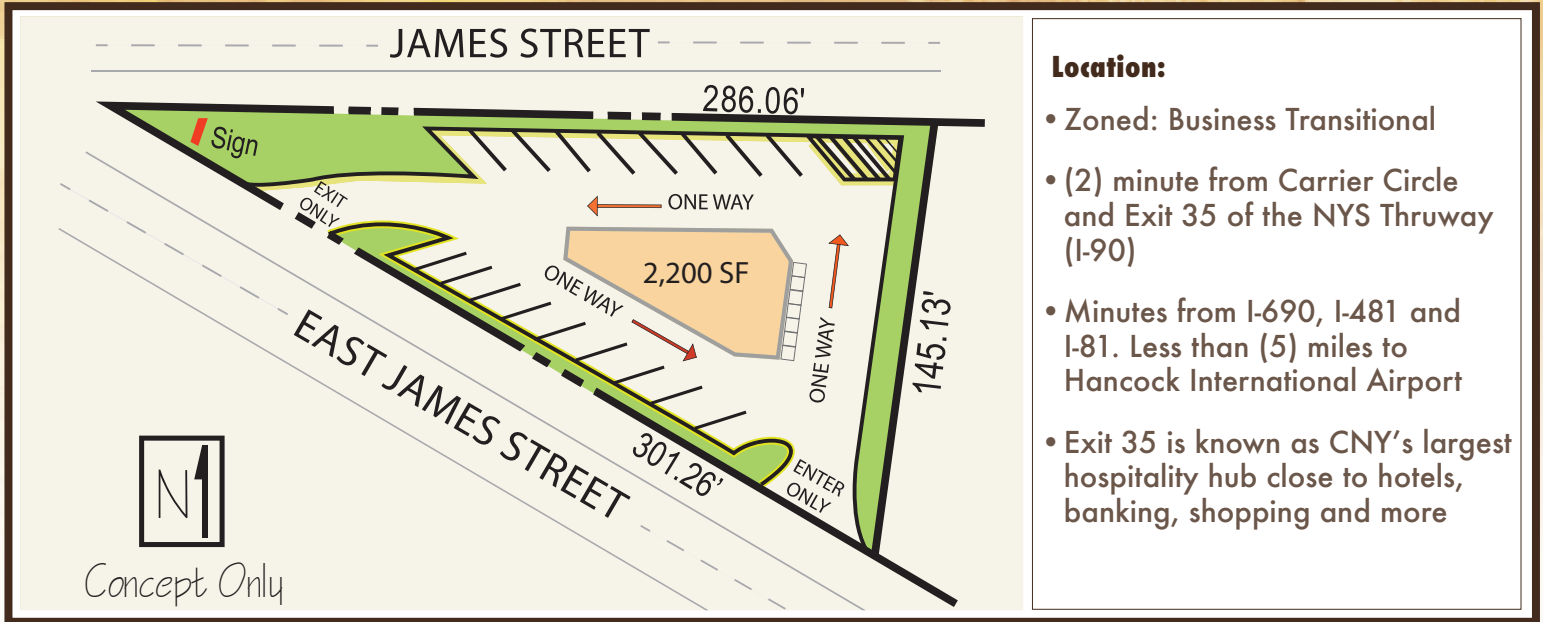 JAMES STREET
286.06'
Sign
EXIT
ONLY
ONE WAY
2,200 SF
ONE WAY
ONE WAY
145.13'
EAST JAMES STREET
301.26’
ENTER
ONLY
N
Concept Only
Location:
• Zoned: Business Transitional
• (2) minute from Carrier Circle
and Exit 35 of the NYS Thruway
(I-90)
• Minutes from I-690, I-481 and
I-81. Less than (5) miles to
Hancock International Airport
• Exit 35 is known as CNY’s largest
hospitality hub close to hotels,
banking, shopping and more